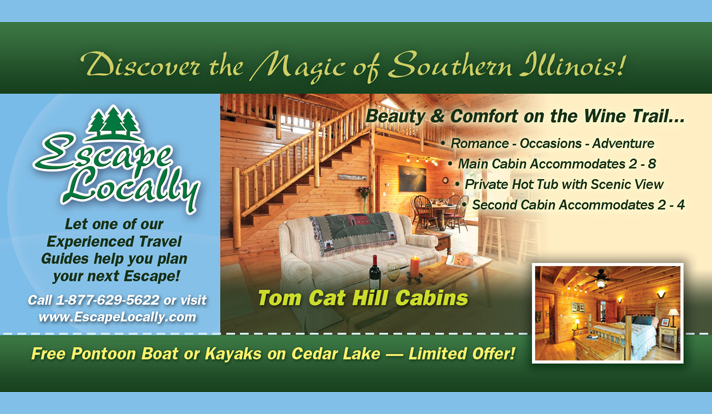 Discover the Magic of Southern Illinois!
Escape
Locally
Let one of our
Experienced Travel
Guides help you plan
your next Escape!
Call 1-877-629-5622 or visit
www.EscapeLocally.com
Beauty & Comfort on the Wine Trail...
• Romance - Occasions - Adventure
• Main Cabin Accommodates 2 - 8
• Private Hot Tub with Scenic View
• Second Cabin Accommodates 2 - 4
Tom Cat Hill Cabins
Free Pontoon Boat or Kayaks on Cedar Lake — Limited Offer!